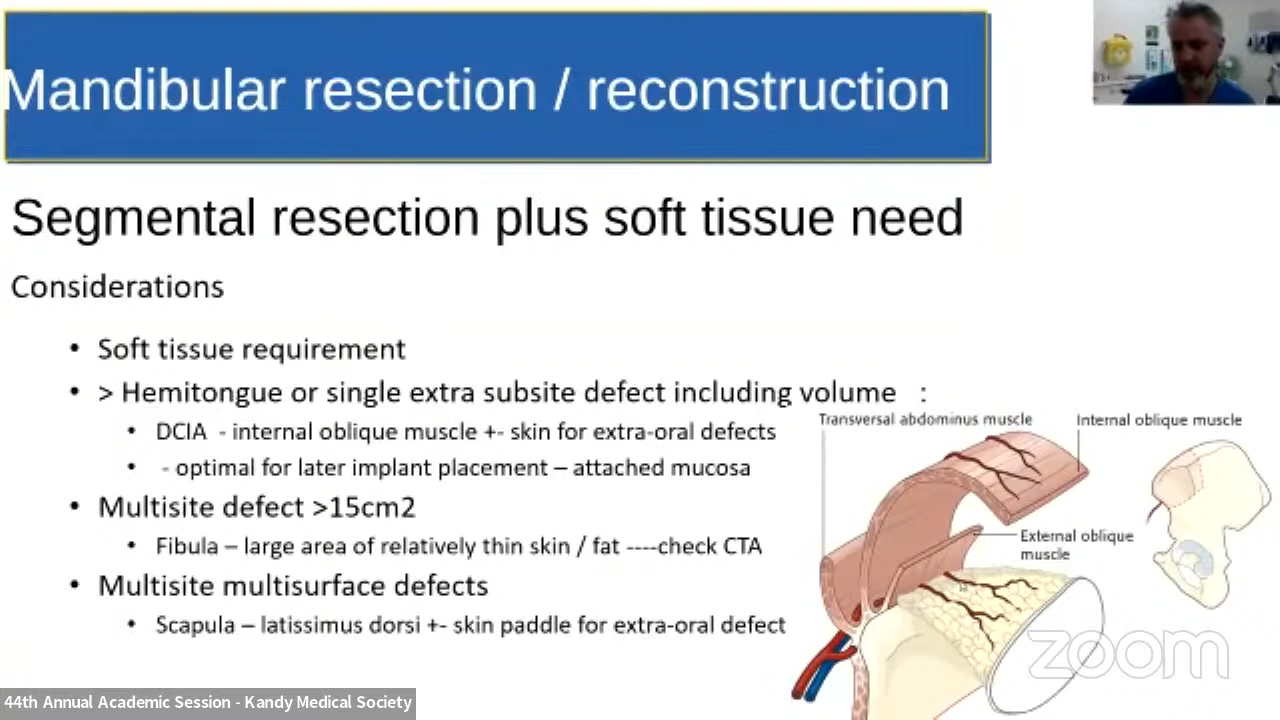 Mandibular resection / reconstruction
Segmental resection plus soft tissue need
Considerations
• Soft tissue requirement
• > Hemitongue or single extra subsite defect including volume :
• DCIA - internal oblique muscle +- skin for extra-oral defects
• - optimal for later implant placement – attached mucosa
• Multisite defect >15cm2
• Fibula – large area of relatively thin skin / fat ----check CTA
• Multisite multisurface defects
• Scapula – latissimus dorsi +- skin paddle for extra-oral defect
Transversal abdominus muscle
Internal oblique muscle
External oblique
muscle
zoom
44th Annual Academic Session - Kandy Medical Society